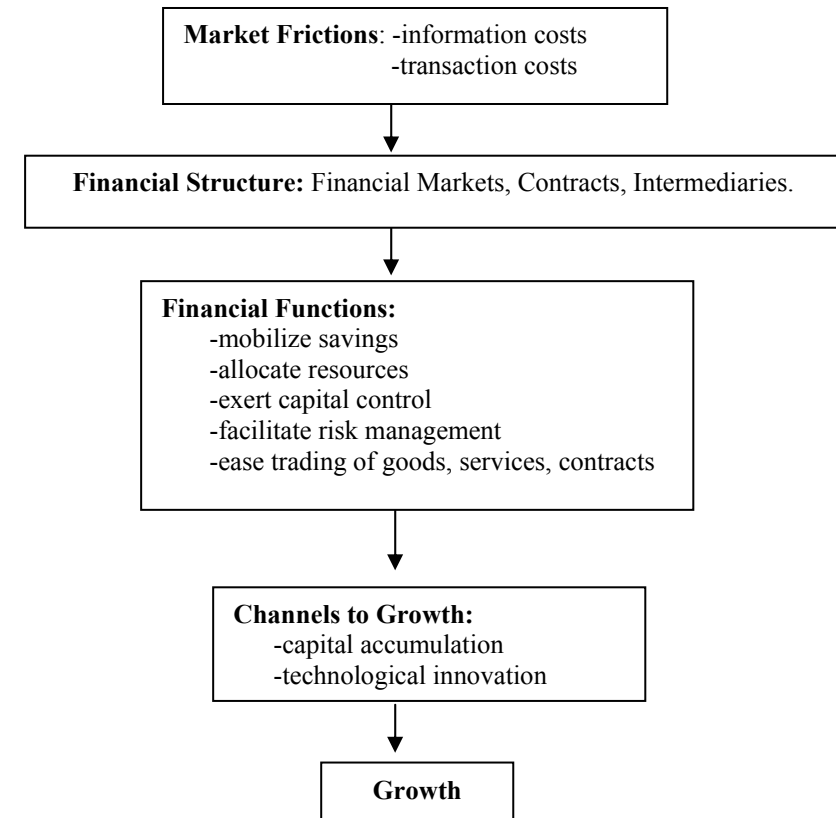 Market Frictions: -information costs
-transaction costs
Financial Structure: Financial Markets, Contracts, Intermediaries.
Financial Functions:
-mobilize savings
-allocate resources
-exert capital control
-facilitate risk management
-ease trading of goods, services, contracts
Channels to Growth:
-capital accumulation
-technological innovation
Growth